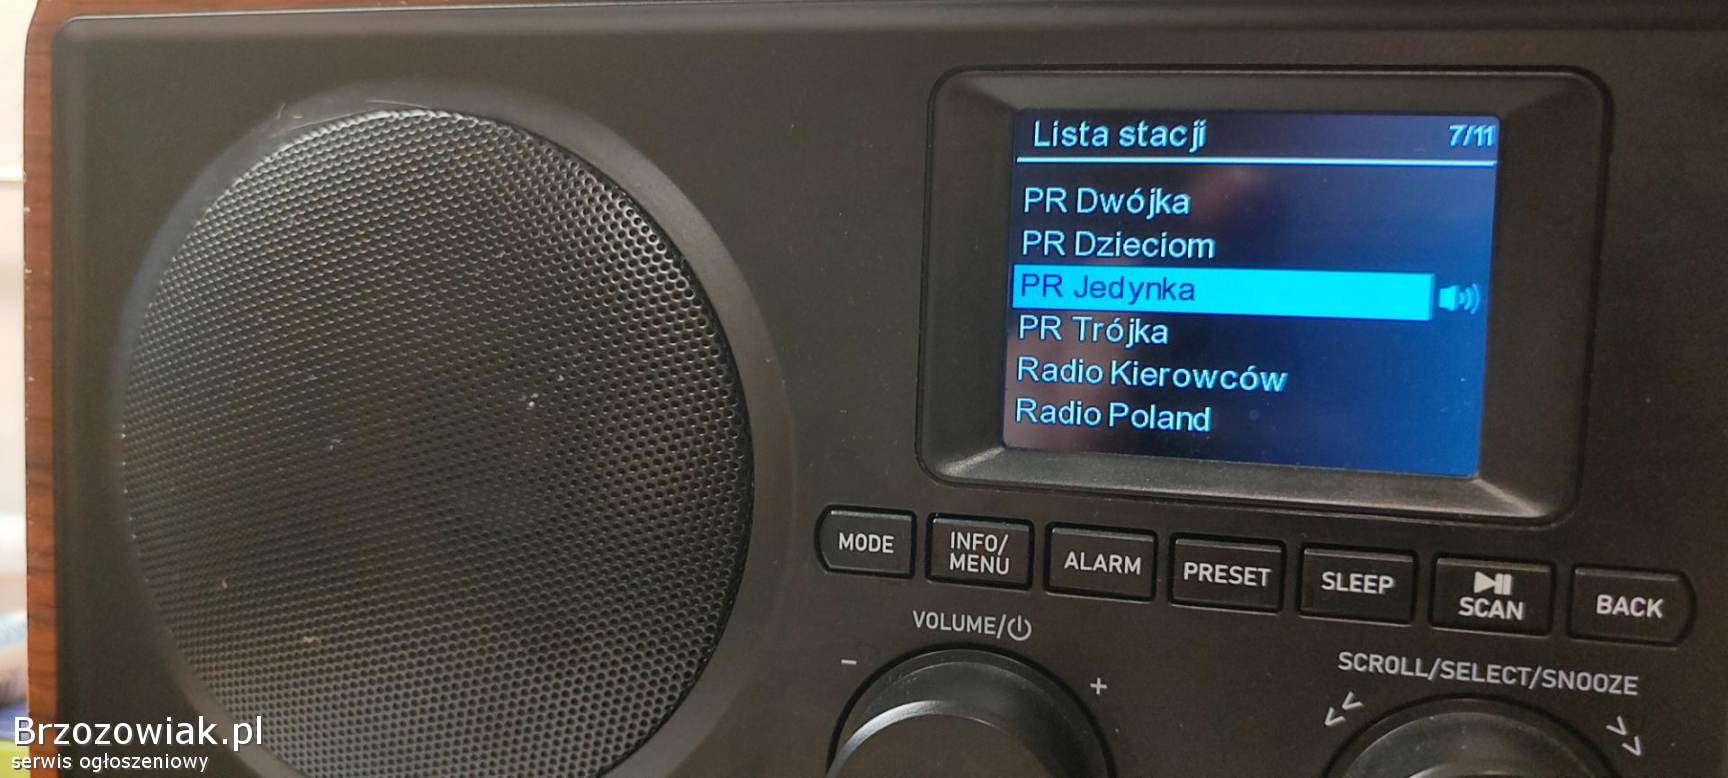 Lista stacji 7/11
PR Dwójka
PR Dzieciom
PR Jedynka
PR Trójka
Radio Kierowców
Radio Poland
MODE
INFO/
MENU
ALARM
PRESET
SLEEP
SCAN
BACK
VOLUME/
- +
SCROLL/SELECT/SNOOZE
Brzozowiak.pl
serwis ogłoszeniowy